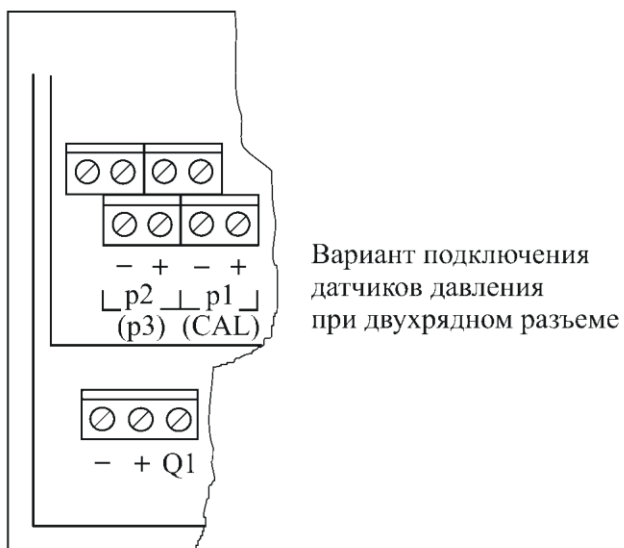 − + − +
p2 p1
(p3) (CAL)
− + Q1
Вариант подключения
датчиков давления
при двухрядном разъеме